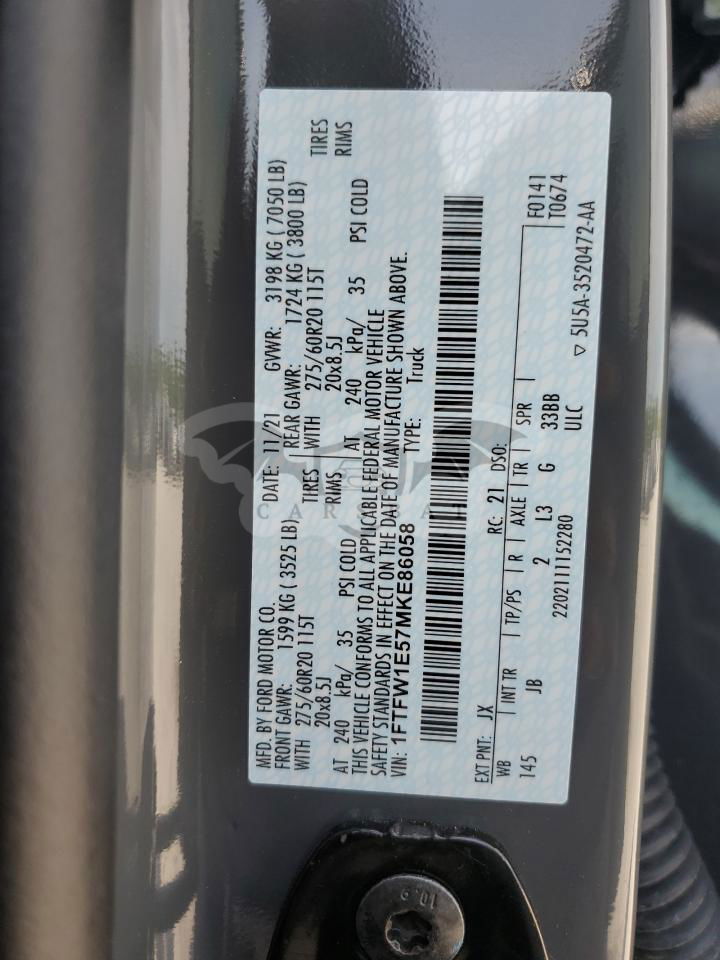 MFD. BY FORD MOTOR CO. DATE: 11/21 GVWR: 3198 KG ( 7050 LB)
FRONT GAWR: 1599 KG ( 3525 LB) REAR GAWR: 1724 KG ( 3800 LB)
WITH 275/60R20 115T TIRES WITH 275/60R20 115T TIRES
20x8.5J RIMS 20x8.5J RIMS
AT 240 kPa/ 35 PSI COLD AT 240 kPa/ 35 PSI COLD
THIS VEHICLE CONFORMS TO ALL APPLICABLE FEDERAL MOTOR VEHICLE
SAFETY STANDARDS IN EFFECT ON THE DATE OF MANUFACTURE SHOWN ABOVE.
VIN: 1FTFW1E57MKE86058 TYPE: Truck
EXT PNT: JX RC: 21 DSO: F0141
WB INT TR TP/PS R AXLE TR SPR T0674
145 JB 2 L3 G 33BB
2202111152280 ULC
5U5A-3520472-AA
CARSBAT
10.9